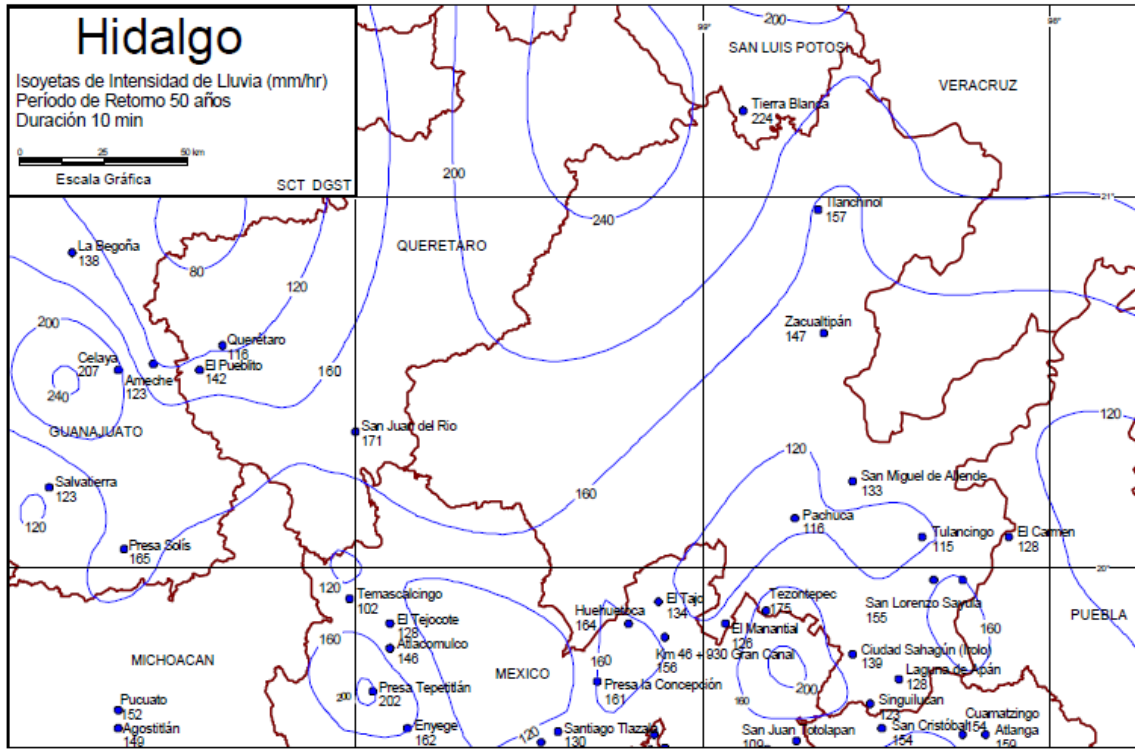 Hidalgo
Isoyetas de Intensidad de Lluvia (mm/hr)
Período de Retorno 50 años
Duración 10 min
0 25 50 km
Escala Gráfica
SCT DGST
200
99°
98°
SAN LUIS POTOSI
VERACRUZ
Tierra Blanca
224
200
240
21°
Tlanchinol
157
La Begoña
138
QUERETARO
80
120
200
Querétaro
116
Zacualtipán
147
Celaya
207
El Pueblito
142
Ameche
123
160
240
120
GUANAJUATO
San Juan del Rio
171
120
Salvatierra
123
San Miguel de Allende
133
160
120
Pachuca
116
Tulancingo
115
El Carmen
128
Presa Solís
165
20°
120
Temascalcingo
102
El Tajo
134
Tezontepec
175
San Lorenzo Sayula
155
PUEBLA
Huehuetoca
164
El Tejocote
128
El Manantial
126
160
160
Atlacomulco
146
Km 46 + 930 Gran Canal
156
Ciudad Sahagún (Irolo)
139
MICHOACAN
MEXICO
160
Laguna de Apán
128
200
Presa Tepetitlán
202
Presa la Concepción
161
200
160
Singuilucan
123
Pucuato
152
Agostitlán
149
Enyege
162
120
Santiago Tlazala
130
San Juan Totolapan
109
San Cristóbal
154
Cuamatzingo
154
Atlanga
159